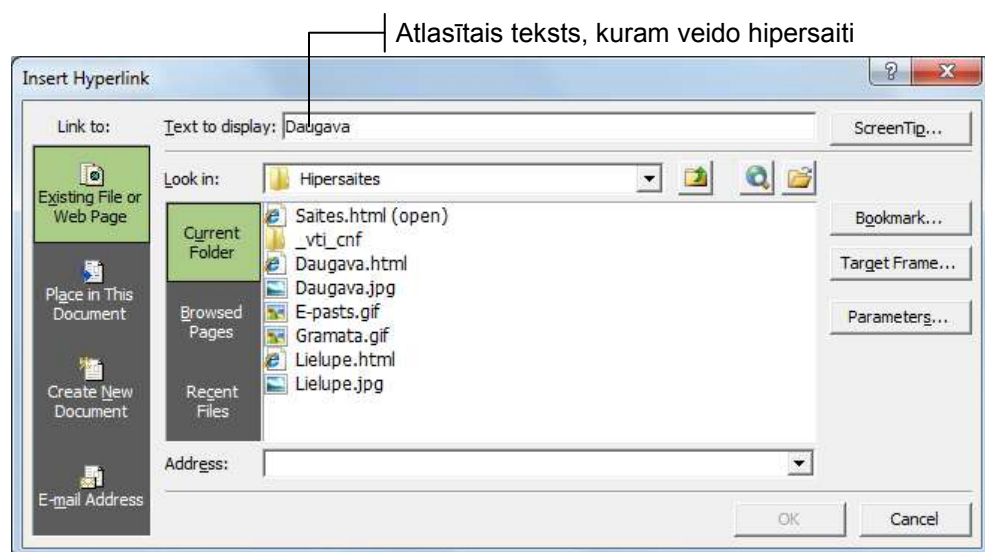 Atlasītais teksts, kuram veido hipersaiti
Insert Hyperlink
Link to:
Text to display: Daugava
ScreenTip...
Existing File or
Web Page
Look in: Hipersaites
Current
Folder
Browsed
Pages
Recent
Files
Saites.html (open)
_vti_cnf
Daugava.html
Daugava.jpg
E-pasts.gif
Gramata.gif
Lielupe.html
Lielupe.jpg
Bookmark...
Target Frame...
Parameters...
Place in This
Document
Create New
Document
E-mail Address
Address:
OK
Cancel